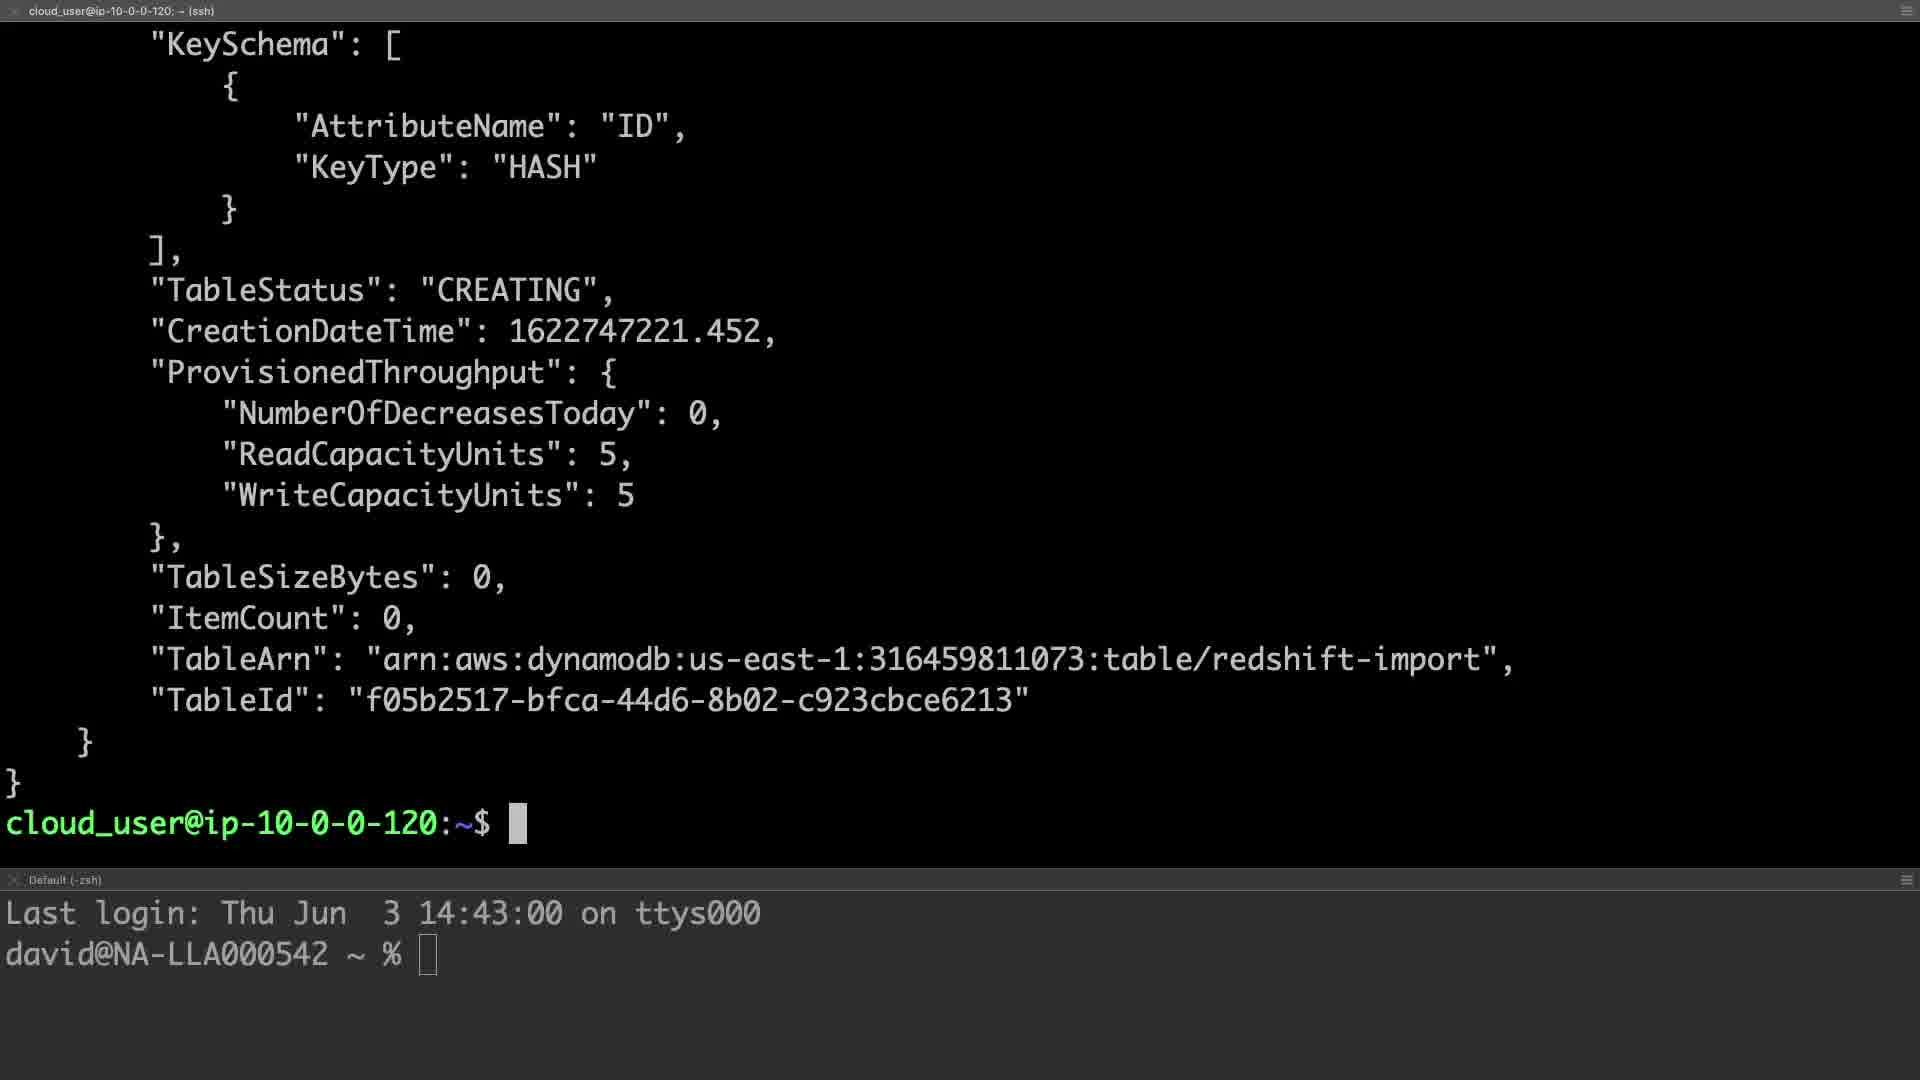 cloud_user@ip-10-0-0-120: ~ (ssh)
"KeySchema": [
{
"AttributeName": "ID",
"KeyType": "HASH"
}
],
"TableStatus": "CREATING",
"CreationDateTime": 1622747221.452,
"ProvisionedThroughput": {
"NumberOfDecreasesToday": 0,
"ReadCapacityUnits": 5,
"WriteCapacityUnits": 5
},
"TableSizeBytes": 0,
"ItemCount": 0,
"TableArn": "arn:aws:dynamodb:us-east-1:316459811073:table/redshift-import",
"TableId": "f05b2517-bfca-44d6-8b02-c923cbce6213"
}
}
cloud_user@ip-10-0-0-120:~$
Default (-zsh)
Last login: Thu Jun  3 14:43:00 on ttys000
david@NA-LLA000542 ~ %